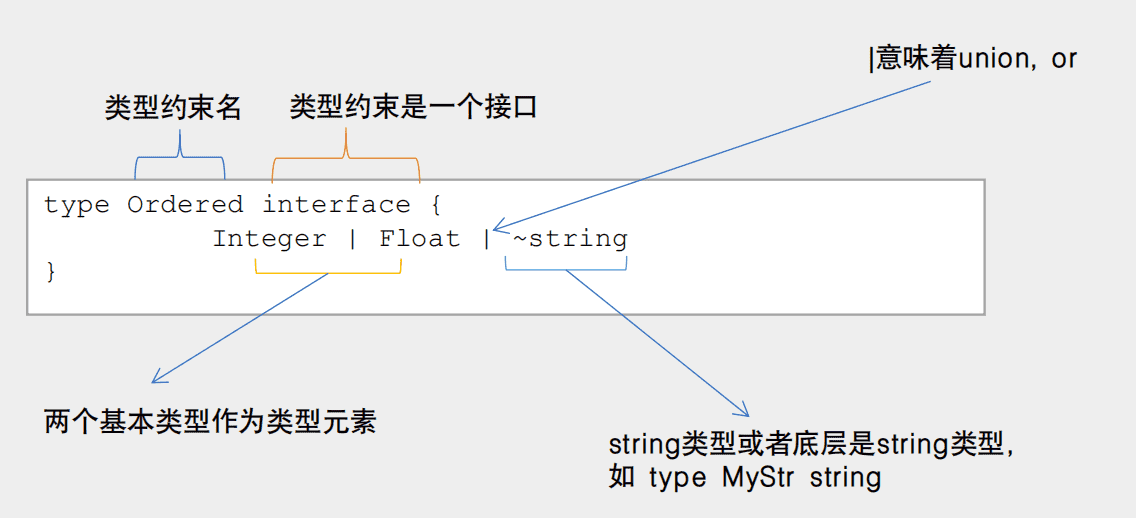 |意味着union, or
类型约束名
类型约束是一个接口
type Ordered interface {
Integer | Float | ~string
}
两个基本类型作为类型元素
string类型或者底层是string类型,
如 type MyStr string